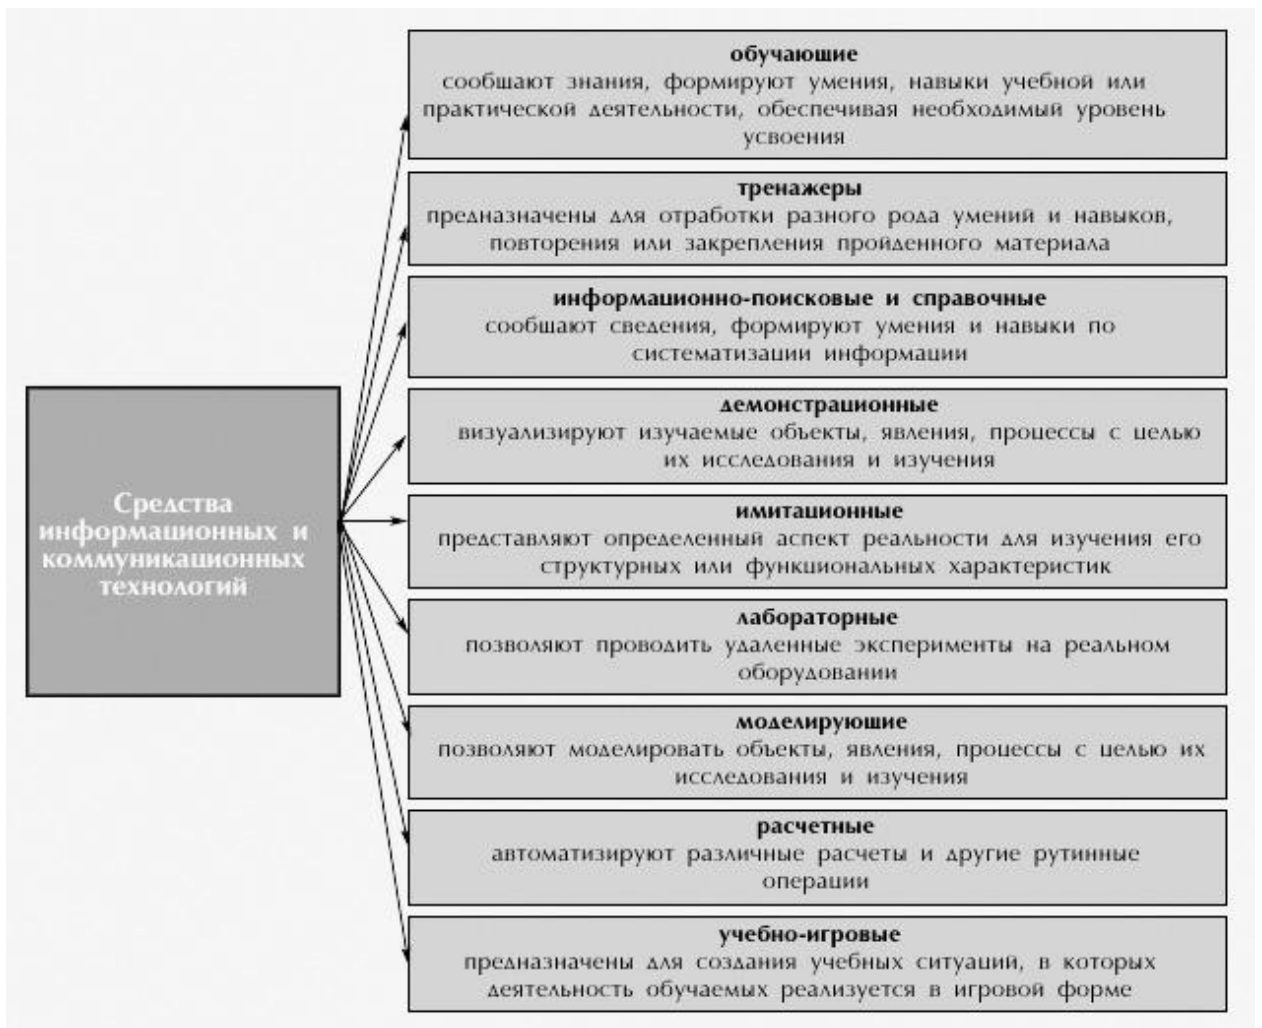 обучающие
сообщают знания, формируют умения, навыки учебной или
практической деятельности, обеспечивая необходимый уровень
усвоения
тренажеры
предназначены для отработки разного рода умений и навыков,
повторения или закрепления пройденного материала
информационно-поисковые и справочные
сообщают сведения, формируют умения и навыки по
систематизации информации
демонстрационные
визуализируют изучаемые объекты, явления, процессы с целью
их исследования и изучения
Средства
информационных и
коммуникационных
технологий
имитационные
представляют определенный аспект реальности для изучения его
структурных или функциональных характеристик
лабораторные
позволяют проводить удаленные эксперименты на реальном
оборудовании
моделирующие
позволяют моделировать объекты, явления, процессы с целью их
исследования и изучения
расчетные
автоматизируют различные расчеты и другие рутинные
операции
учебно-игровые
предназначены для создания учебных ситуаций, в которых
деятельность обучаемых реализуется в игровой форме